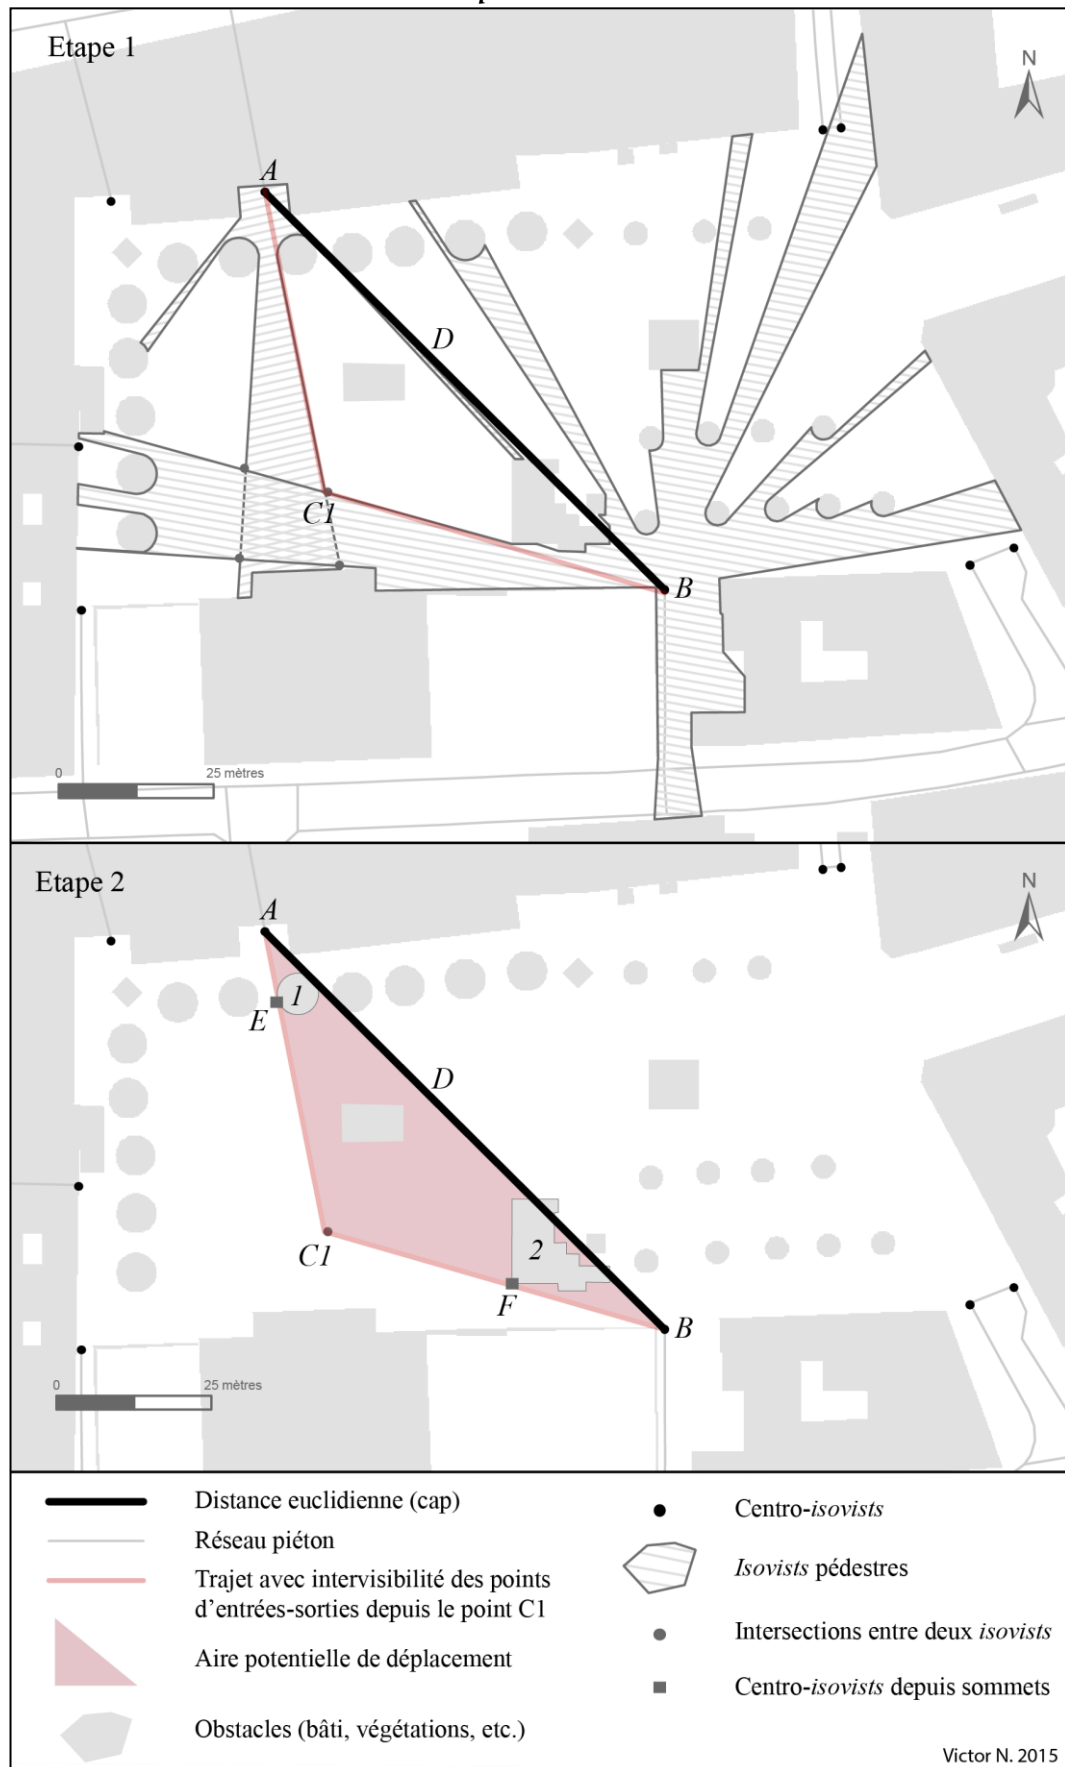 Etape 1
N
A
D
C1
B
0
25 mètres
Etape 2
N
A
1
E
D
C1
2
F
B
0
25 mètres
Distance euclidienne (cap)
Réseau piéton
Trajet avec intervisibilité des points
d’entrées-sorties depuis le point C1
Aire potentielle de déplacement
Obstacles (bâti, végétations, etc.)
Centro-isovists
Isovists pédestres
Intersections entre deux isovists
Centro-isovists depuis sommets
Victor N. 2015